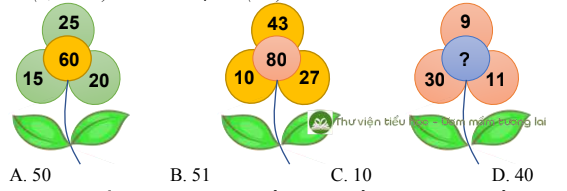 25 43 9
60 80 ?
15 20 10 27 30 11
Thư viện tiểu học - Ươm mầm tương lai
A. 50 B. 51 C. 10 D. 40